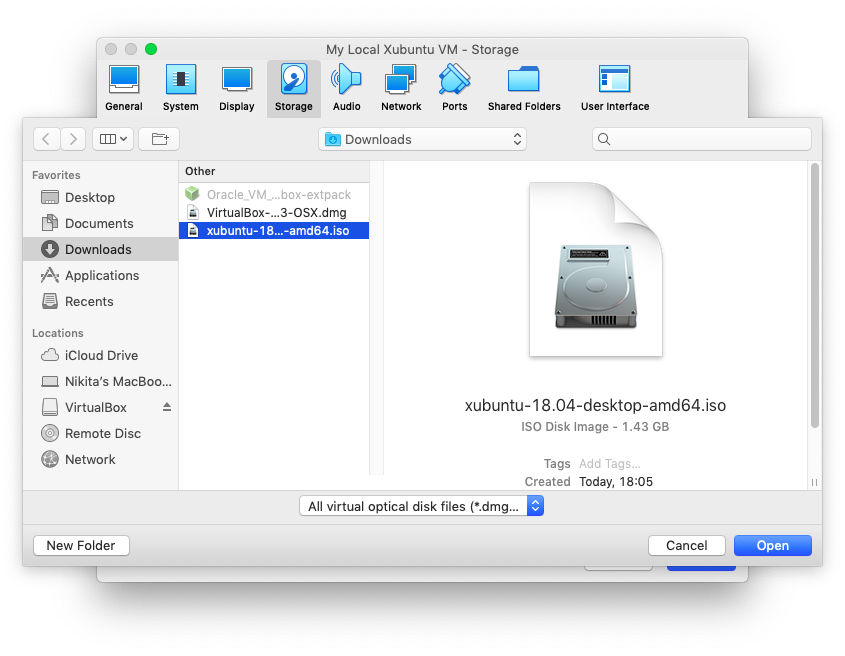 My Local Xubuntu VM - Storage
General System Display Storage Audio Network Ports Shared Folders User Interface
Downloads
Favorites
Desktop
Documents
Downloads
Applications
Recents
Locations
iCloud Drive
Nikita's MacBoo...
VirtualBox
Remote Disc
Network
Other
Oracle_VM_...box-extpack
VirtualBox-...3-OSX.dmg
xubuntu-18...-amd64.iso
xubuntu-18.04-desktop-amd64.iso
ISO Disk Image - 1.43 GB
Tags Add Tags...
Created Today, 18:05
All virtual optical disk files (*.dmg...
New Folder Cancel Open